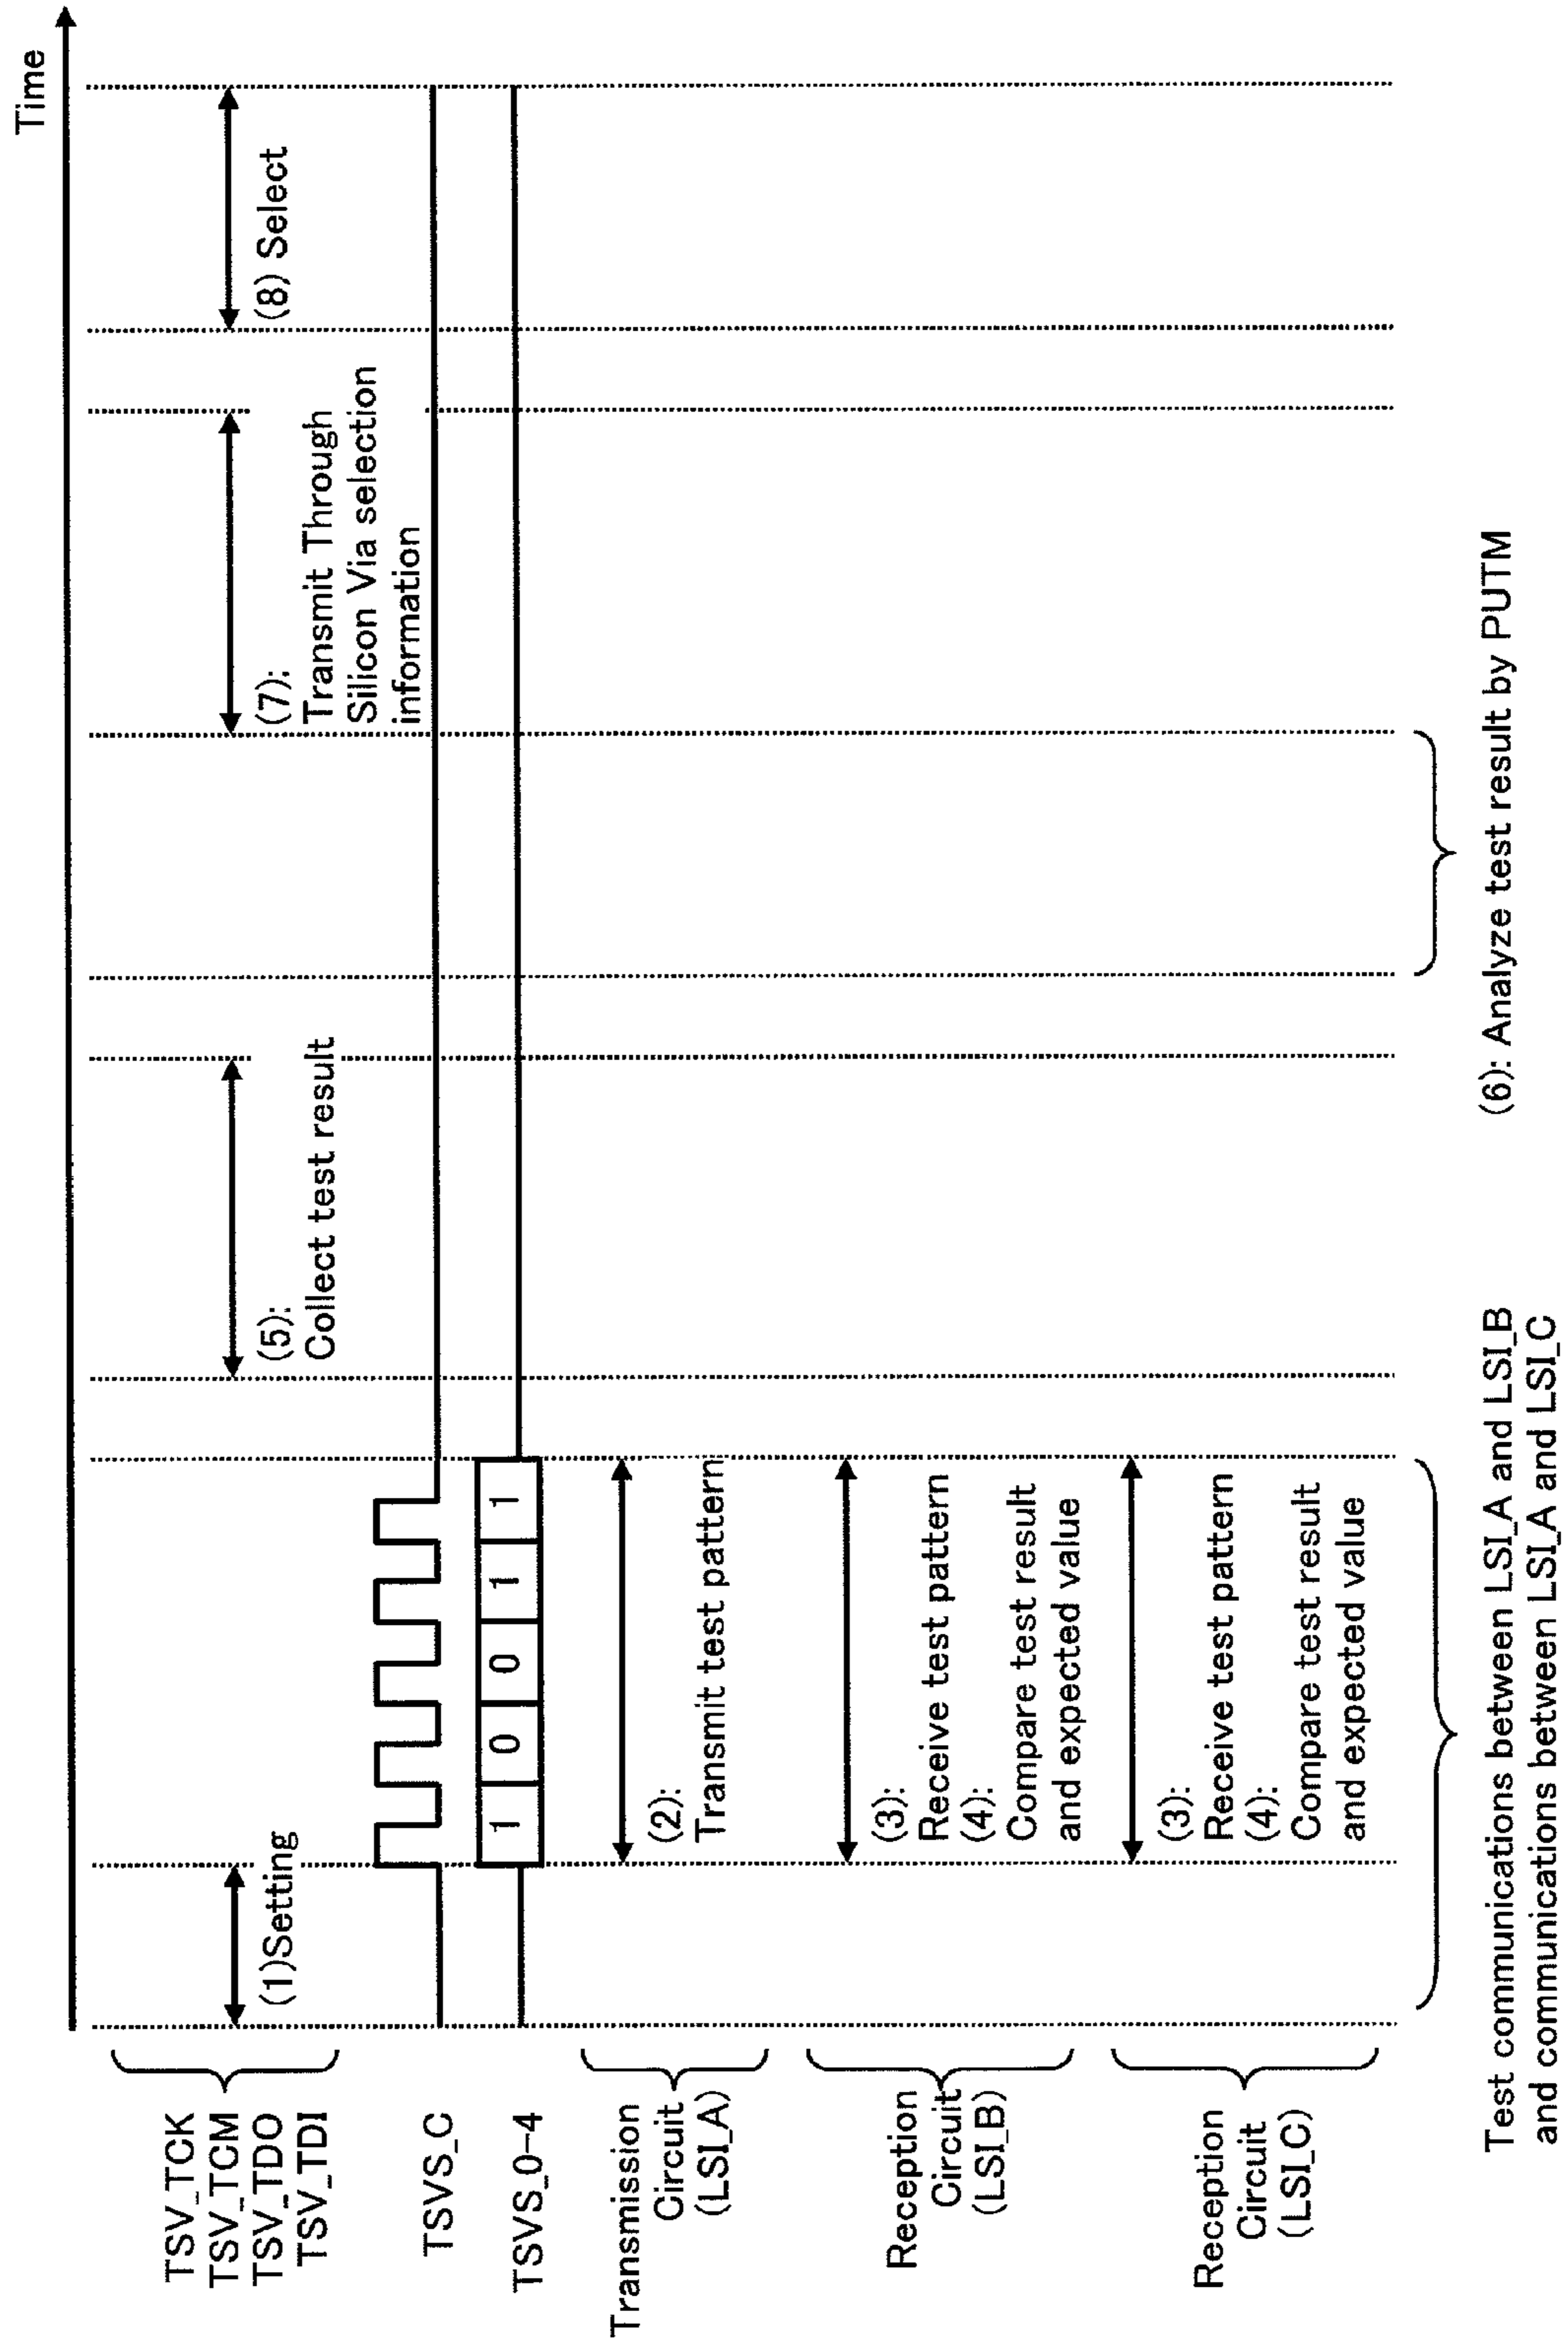 Time
TSV_TCK
TSV_TCM
TSV_TDO
TSV_TDI
(1)Setting
(5):
Collect test result
(7):
Transmit Through
Silicon Via selection
information
(8) Select
TSVS_C
TSVS_0-4
1 0 0 1 1
Transmission
Circuit
(LSI_A)
(2):
Transmit test pattern
Reception
Circuit
(LSI_B)
(3):
Receive test pattern
(4):
Compare test result
and expected value
Reception
Circuit
(LSI_C)
(3):
Receive test pattern
(4):
Compare test result
and expected value
Test communications between LSI_A and LSI_B
and communications between LSI_A and LSI_C
(6): Analyze test result by PUTM